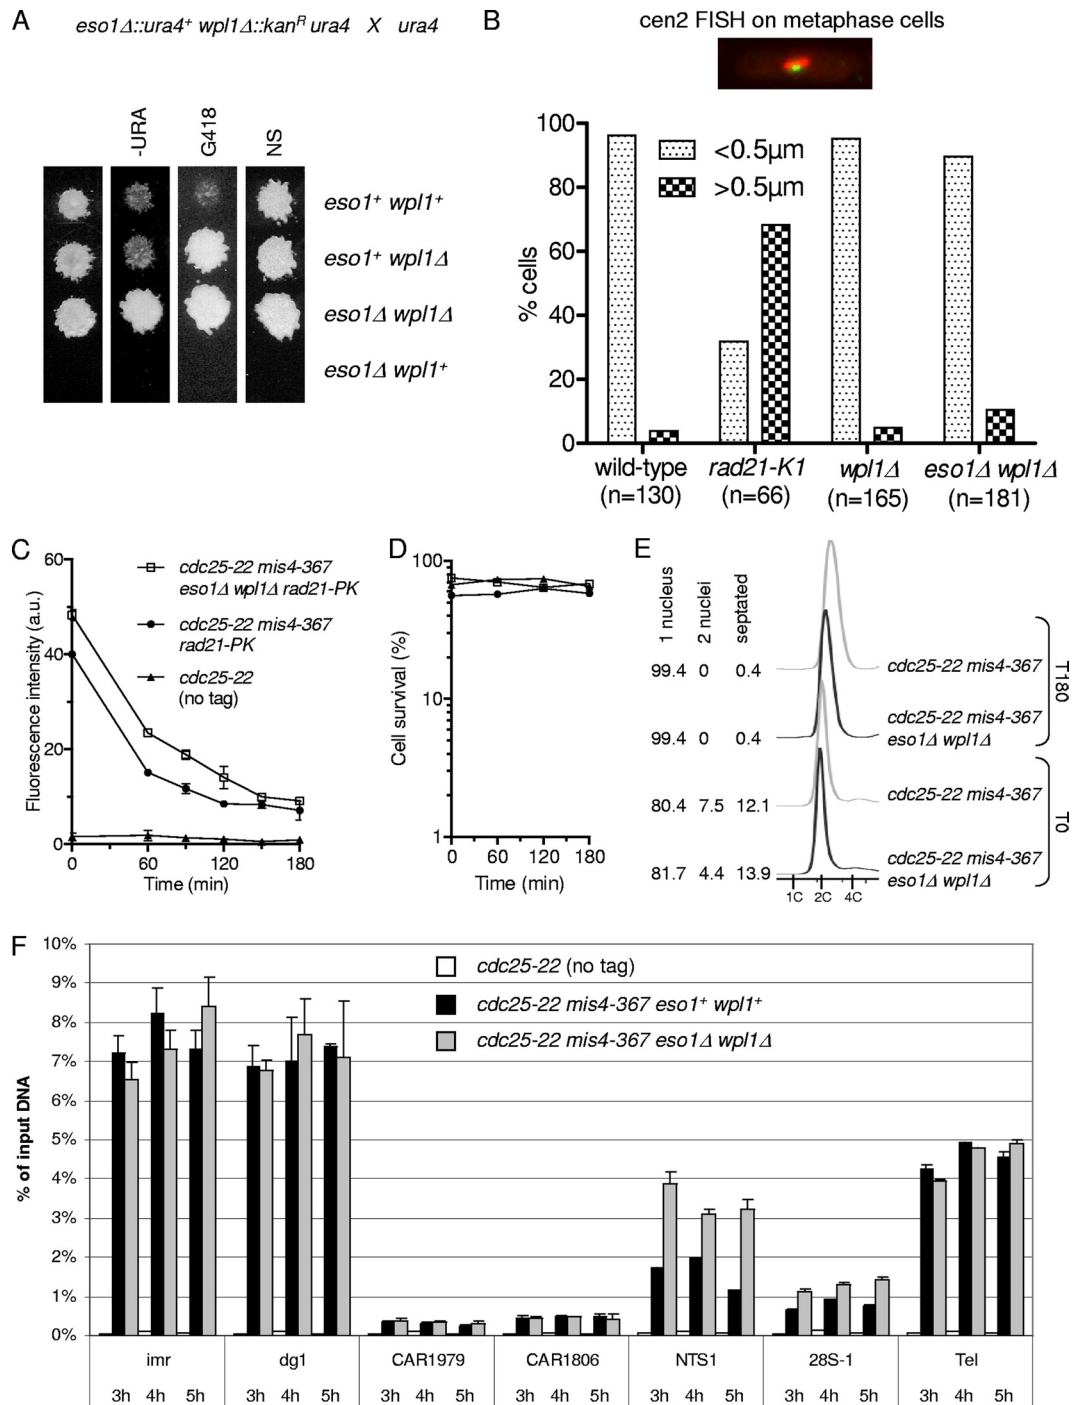 A
eso1Δ::ura4⁺ wpl1Δ::kanᴿ ura4 X ura4
-URA
G418
NS
eso1⁺ wpl1⁺
eso1⁺ wpl1Δ
eso1Δ wpl1Δ
eso1Δ wpl1⁺
B
cen2 FISH on metaphase cells
100
80
60
40
20
0
% cells
<0.5μm
>0.5μm
wild-type
(n=130)
rad21-K1
(n=66)
wpl1Δ
(n=165)
eso1Δ wpl1Δ
(n=181)
C
60
40
20
0
Fluorescence intensity (a.u.)
cdc25-22 mis4-367
eso1Δ wpl1Δ rad21-PK
cdc25-22 mis4-367
rad21-PK
cdc25-22
(no tag)
0 60 120 180
Time (min)
D
100
10
1
Cell survival (%)
0 60 120 180
Time (min)
E
1 nucleus
2 nuclei
septated
99.4 0 0.4 cdc25-22 mis4-367
99.4 0 0.4 cdc25-22 mis4-367
eso1Δ wpl1Δ
T180
80.4 7.5 12.1 cdc25-22 mis4-367
81.7 4.4 13.9 cdc25-22 mis4-367
eso1Δ wpl1Δ
T0
1C 2C 4C
F
10%
9%
8%
7%
6%
5%
4%
3%
2%
1%
0%
% of input DNA
cdc25-22 (no tag)
cdc25-22 mis4-367 eso1⁺ wpl1⁺
cdc25-22 mis4-367 eso1Δ wpl1Δ
imr dg1 CAR1979 CAR1806 NTS1 28S-1 Tel
3h 4h 5h 3h 4h 5h 3h 4h 5h 3h 4h 5h 3h 4h 5h 3h 4h 5h 3h 4h 5h